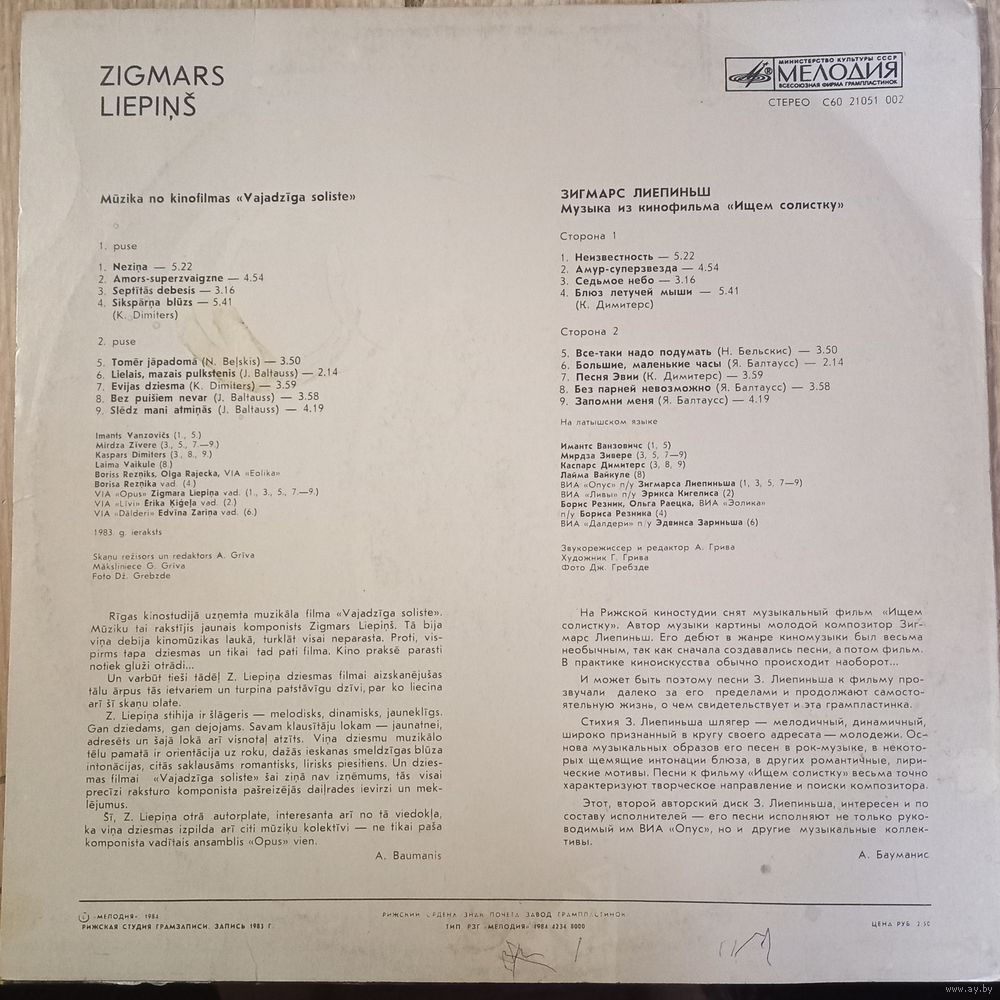 ZIGMARS
LIEPIŅŠ
МИНИСТЕРСТВО КУЛЬТУРЫ СССР
МЕЛОДИЯ
ВСЕСОЮЗНАЯ ФИРМА ГРАМПЛАСТИНОК
СТЕРЕО С60 21051 002
Mūzika no kinofilmas «Vajadzīga soliste»
1. puse
1. Neziņa — 5.22
2. Amors-superzvaigzne — 4.54
3. Septītās debesis — 3.16
4. Sikspārņa blūzs — 5.41
(K. Dimiters)
2. puse
5. Tomēr jāpadomā (N. Beļskis) — 3.50
6. Lielais, mazais pulkstenis (J. Baltauss) — 2.14
7. Evijas dziesma (K. Dimiters) — 3.59
8. Bez puišiem nevar (J. Baltauss) — 3.58
9. Slēdz mani atmiņās (J. Baltauss) — 4.19
Imants Vanzovičs (1., 5.)
Mirdza Zīvere (3., 5., 7.—9.)
Kaspars Dimiters (3., 8., 9.)
Laima Vaikule (8.)
Boriss Rezņiks, Olga Rajecka, VIA «Eolika»
Borisa Rezņika vad. (4.)
VIA «Opus» Zigmara Liepiņa vad. (1., 3., 5., 7.—9.)
VIA «Līvi» Ērika Ķiģeļa vad. (2.)
VIA «Dālderi» Edvīna Zariņa vad. (6.)
1983. g. ieraksts
Skaņu režisors un redaktors A. Grīva
Māksliniece G. Grīva
Foto Dž. Grebzde
Rīgas kinostudijā uzņemta muzikāla filma «Vajadzīga soliste».
Mūziku tai rakstījis jaunais komponists Zigmars Liepiņš. Tā bija
viņa debija kinomūzikas laukā, turklāt visai neparasta. Proti, vis-
pirms tapa dziesmas un tikai tad pati filma. Kino praksē parasti
notiek gluži otrādi...
Un varbūt tieši tādēļ Z. Liepiņa dziesmas filmai aizskanējušas
tālu ārpus tās ietvariem un turpina patstāvīgu dzīvi, par ko liecina
arī šī skaņu plate.
Z. Liepiņa stihija ir šlāgeris — melodisks, dinamisks, jauneklīgs.
Gan dziedams, gan dejojams. Savam klausītāju lokam — jaunatnei,
adresēts un šajā lokā arī visnotaļ atzīts. Viņa dziesmu muzikālo
tēlu pamatā ir orientācija uz roku, dažās ieskanas smeldzīgas blūza
intonācijas, citās saklausāms romantisks, lirisks piesitiens. Un dzies-
mas filmai «Vajadzīga soliste» šai ziņā nav izņēmums, tās visai
precīzi raksturo komponista pašreizējās daiļrades ievirzi un mek-
lējumus.
Šī, Z. Liepiņa otrā autorplate, interesanta arī no tā viedokļa,
ka viņa dziesmas izpilda arī citi mūziķu kolektīvi — ne tikai paša
komponista vadītais ansamblis «Opus» vien.
A. Baumanis
ЗИГМАРС ЛИЕПИНЬШ
Музыка из кинофильма «Ищем солистку»
Сторона 1
1. Неизвестность — 5.22
2. Амур-суперзвезда — 4.54
3. Седьмое небо — 3.16
4. Блюз летучей мыши — 5.41
(К. Димитерс)
Сторона 2
5. Все-таки надо подумать (Н. Бельскис) — 3.50
6. Большие, маленькие часы (Я. Балтаусс) — 2.14
7. Песня Эвии (К. Димитерс) — 3.59
8. Без парней невозможно (Я. Балтаусс) — 3.58
9. Запомни меня (Я. Балтаусс) — 4.19
На латышском языке
Имантс Ванзовичс (1, 5)
Мирдза Зивере (3, 5, 7—9)
Каспарс Димитерс (3, 8, 9)
Лайма Вайкуле (8)
ВИА «Опус» п/у Зигмарса Лиепиньша (1, 3, 5, 7—9)
ВИА «Ливы» п/у Эрикса Кигелиса (2)
Борис Резник, Ольга Раецка, ВИА «Эолика»
п/у Бориса Резника (4)
ВИА «Далдери» п/у Эдвинса Зариньша (6)
Звукорежиссер и редактор А. Грива
Художник Г. Грива
Фото Дж. Гребзде
На Рижской киностудии снят музыкальный фильм «Ищем
солистку». Автор музыки картины молодой композитор Зиг-
марс Лиепиньш. Его дебют в жанре киномузыки был весьма
необычным, так как сначала создавались песни, а потом фильм.
В практике киноискусства обычно происходит наоборот...
И может быть поэтому песни З. Лиепиньша к фильму про-
звучали далеко за его пределами и продолжают самосто-
ятельную жизнь, о чем свидетельствует и эта грампластинка.
Стихия З. Лиепиньша шлягер — мелодичный, динамичный,
широко признанный в кругу своего адресата — молодежи. Ос-
нова музыкальных образов его песен в рок-музыке, в некото-
рых щемящие интонации блюза, в других романтичные, лири-
ческие мотивы. Песни к фильму «Ищем солистку» весьма точно
характеризуют творческое направление и поиски композитора.
Этот, второй авторский диск З. Лиепиньша, интересен и по
составу исполнителей — его песни исполняют не только руко-
водимый им ВИА «Опус», но и другие музыкальные коллек-
тивы.
А. Бауманис
«МЕЛОДИЯ» 1984
РИЖСКАЯ СТУДИЯ ГРАМЗАПИСИ. ЗАПИСЬ 1983 Г.
РИЖСКИЙ ОРДЕНА ЗНАК ПОЧЕТА ЗАВОД ГРАМПЛАСТИНОК
ТИП. РЗГ «МЕЛОДИЯ» 1984 4234 8000
ЦЕНА РУБ. 2.50
www.ay.by